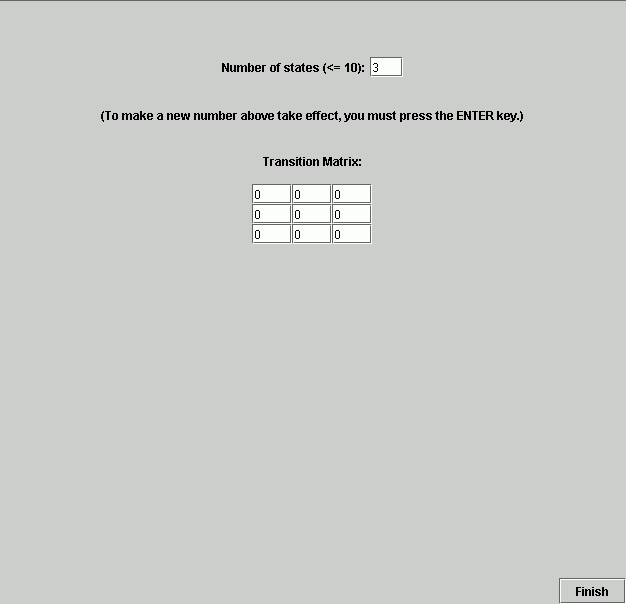 Number of states (<= 10): 3
(To make a new number above take effect, you must press the ENTER key.)
Transition Matrix:
0 0 0
0 0 0
0 0 0
Finish